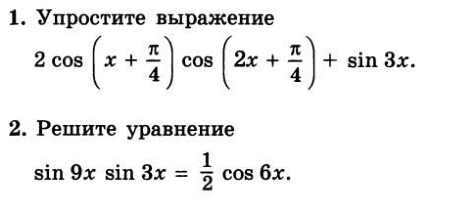 1. Упростите выражение
2 cos (x + π/4) cos (2x + π/4) + sin 3x.
2. Решите уравнение
sin 9x sin 3x = 1/2 cos 6x.